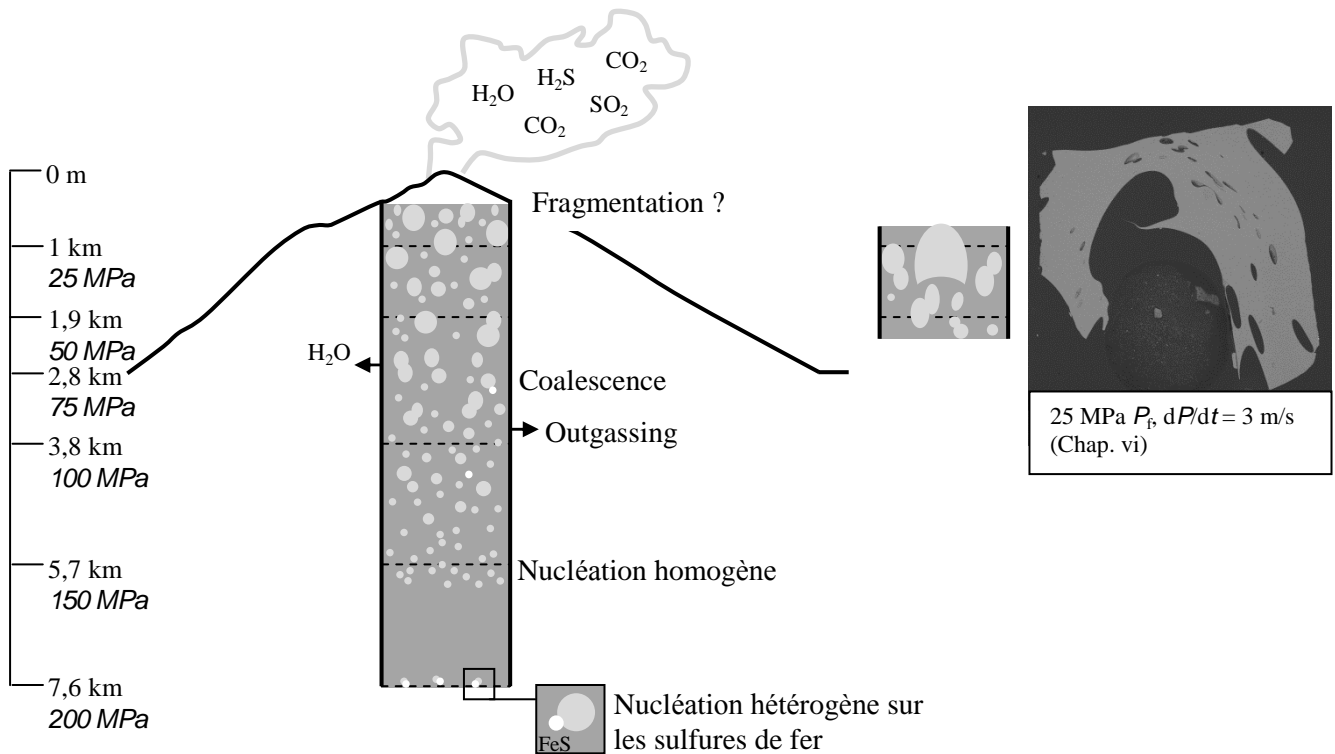 CO₂
H₂S
H₂O
SO₂
CO₂
0 m
Fragmentation ?
1 km
25 MPa
1,9 km
50 MPa
H₂O
2,8 km
75 MPa
Coalescence
Outgassing
3,8 km
100 MPa
25 MPa Pf, dP/dt = 3 m/s
(Chap. vi)
5,7 km
150 MPa
Nucléation homogène
7,6 km
200 MPa
FeS
Nucléation hétérogène sur
les sulfures de fer